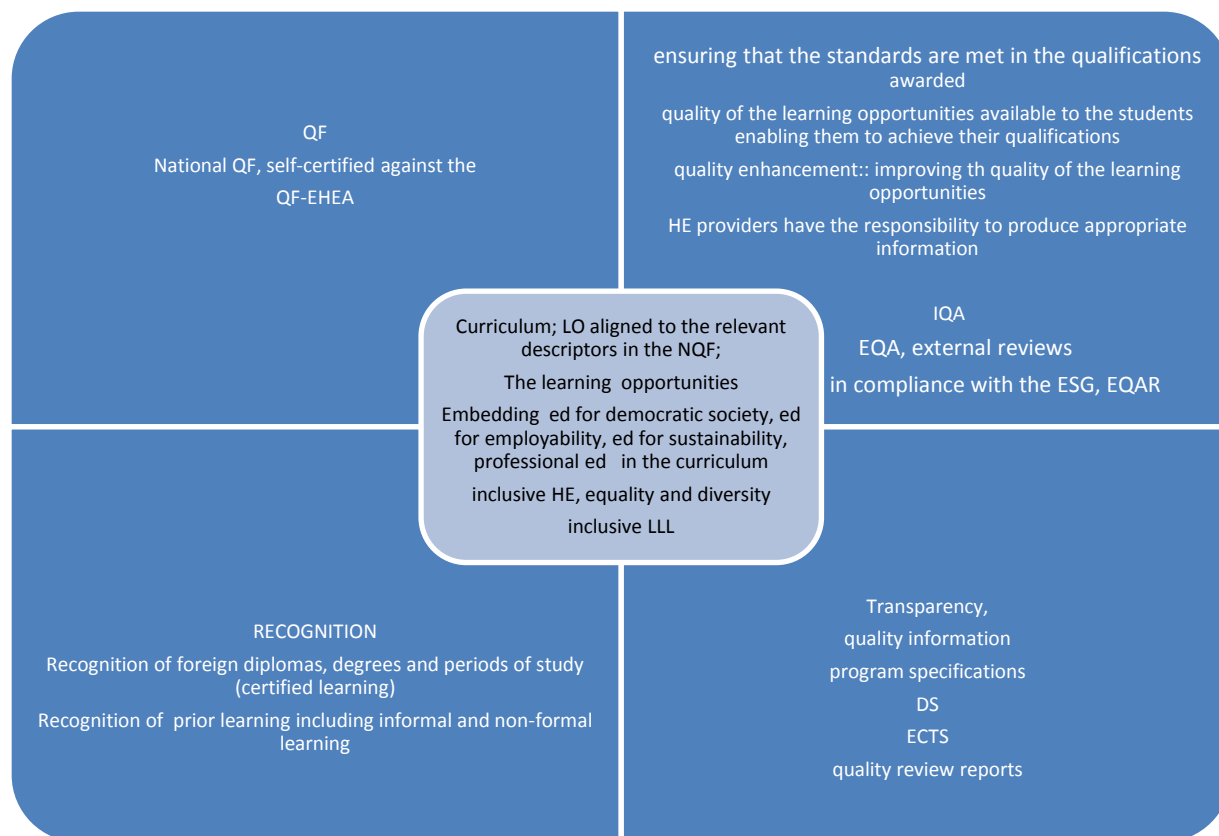 QF
National QF, self-certified against the
QF-EHEA
ensuring that the standards are met in the qualifications
awarded
quality of the learning opportunities available to the students
enabling them to achieve their qualifications
quality enhancement:: improving th quality of the learning
opportunities
HE providers have the responsibility to produce appropriate
information
IQA
EQA, external reviews
in compliance with the ESG, EQAR
Curriculum; LO aligned to the relevant
descriptors in the NQF;
The learning opportunities
Embedding ed for democratic society, ed
for employability, ed for sustainability,
professional ed in the curriculum
inclusive HE, equality and diversity
inclusive LLL
RECOGNITION
Recognition of foreign diplomas, degrees and periods of study
(certified learning)
Recognition of prior learning including informal and non-formal
learning
Transparency,
quality information
program specifications
DS
ECTS
quality review reports